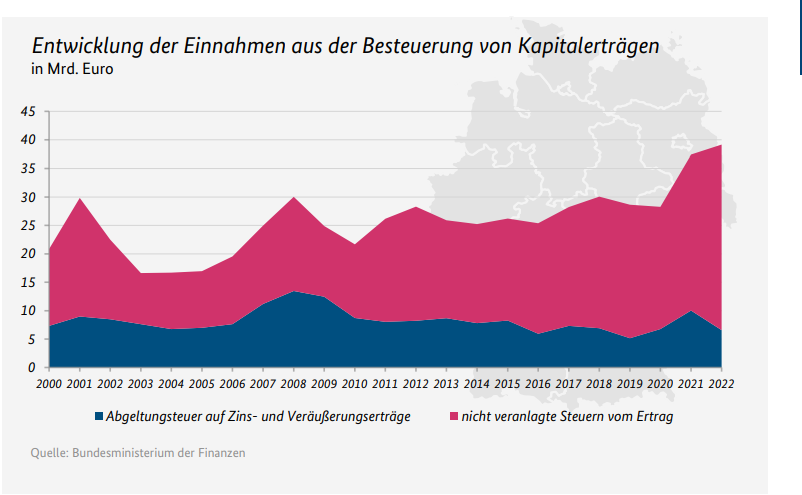 Entwicklung der Einnahmen aus der Besteuerung von Kapitalerträgen
in Mrd. Euro
45
40
35
30
25
20
15
10
5
0
2000 2001 2002 2003 2004 2005 2006 2007 2008 2009 2010 2011 2012 2013 2014 2015 2016 2017 2018 2019 2020 2021 2022
Abgeltungsteuer auf Zins- und Veräußerungserträge nicht veranlagte Steuern vom Ertrag
Quelle: Bundesministerium der Finanzen